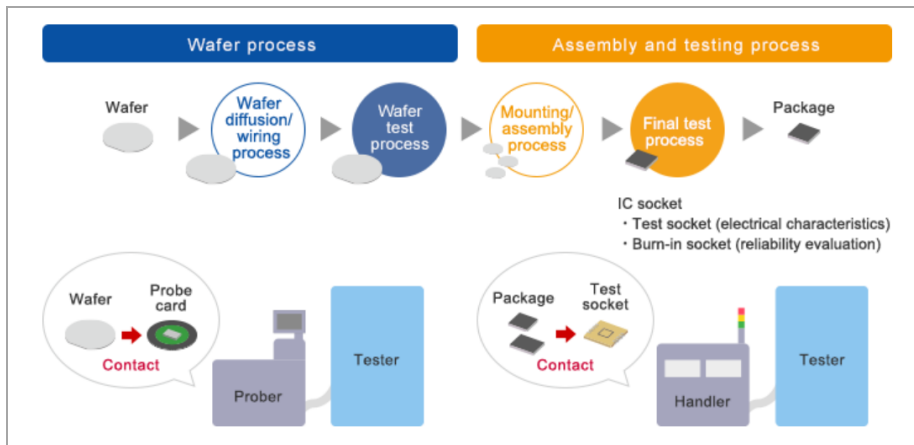 Wafer process
Assembly and testing process
Wafer
Wafer
diffusion/
wiring
process
Wafer
test
process
Mounting/
assembly
process
Final test
process
Package
IC socket
・Test socket (electrical characteristics)
・Burn-in socket (reliability evaluation)
Wafer
Probe
card
Contact
Prober
Tester
Package
Test
socket
Contact
Handler
Tester